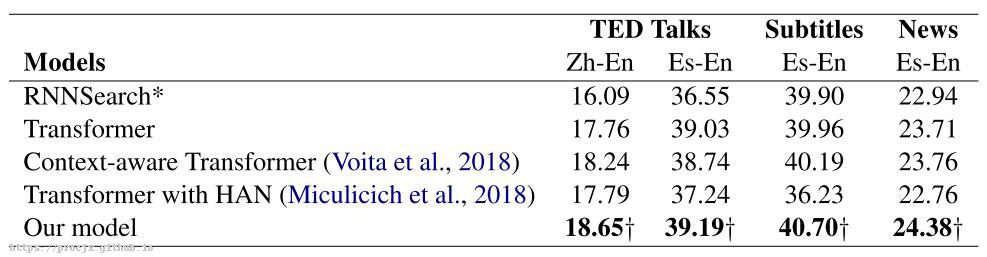 TED Talks Subtitles News
Models Zh-En Es-En Es-En Es-En
RNNSearch* 16.09 36.55 39.90 22.94
Transformer 17.76 39.03 39.96 23.71
Context-aware Transformer (Voita et al., 2018) 18.24 38.74 40.19 23.76
Transformer with HAN (Miculicich et al., 2018) 17.79 37.24 36.23 22.76
Our model 18.65† 39.19† 40.70† 24.38†
https://procjx.github.io